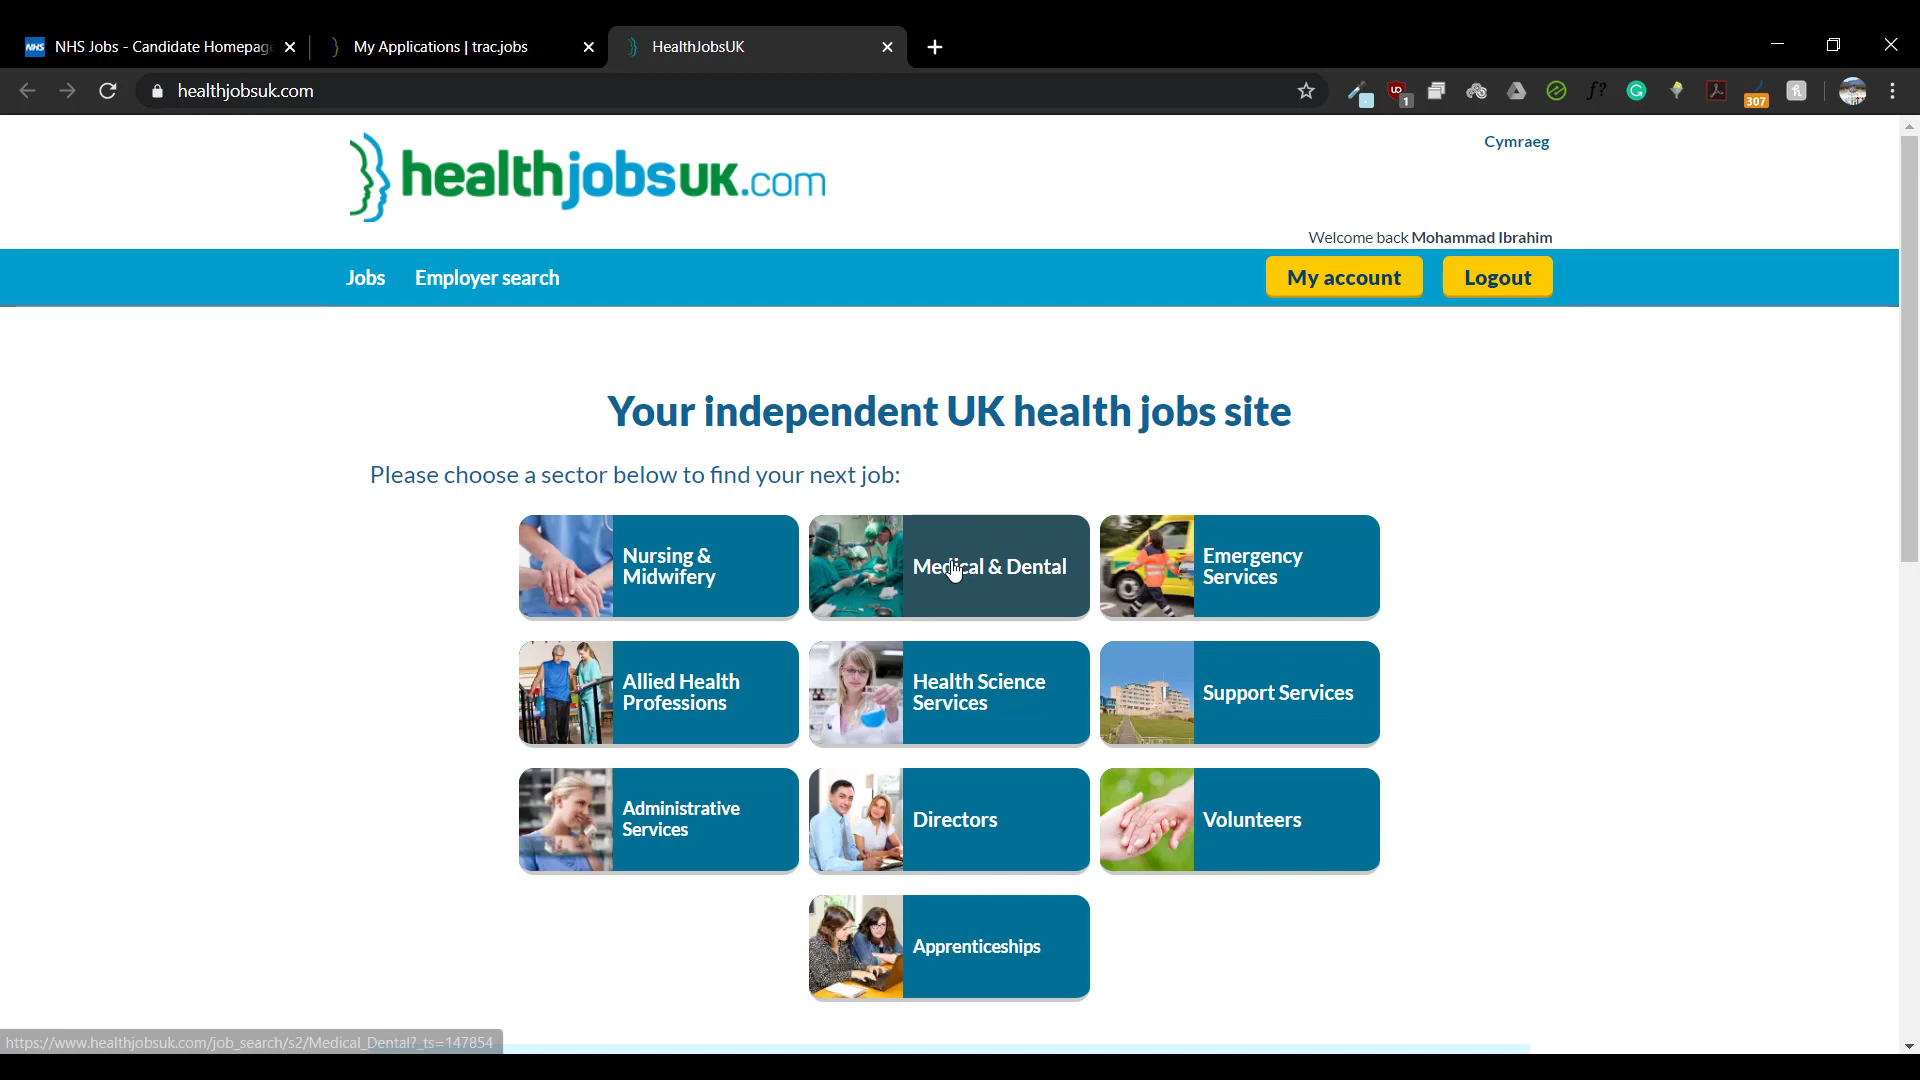 NHS Jobs - Candidate Homepag
My Applications | trac.jobs
HealthJobsUK
healthjobsuk.com
307
1
Cymraeg
healthjobsUK.com
Welcome back Mohammad Ibrahim
Jobs
Employer search
My account
Logout
Your independent UK health jobs site
Please choose a sector below to find your next job:
Nursing &
Midwifery
Medical & Dental
Emergency
Services
Allied Health
Professions
Health Science
Services
Support Services
Administrative
Services
Directors
Volunteers
Apprenticeships
https://www.healthjobsuk.com/job_search/s2/Medical_Dental?_ts=147854